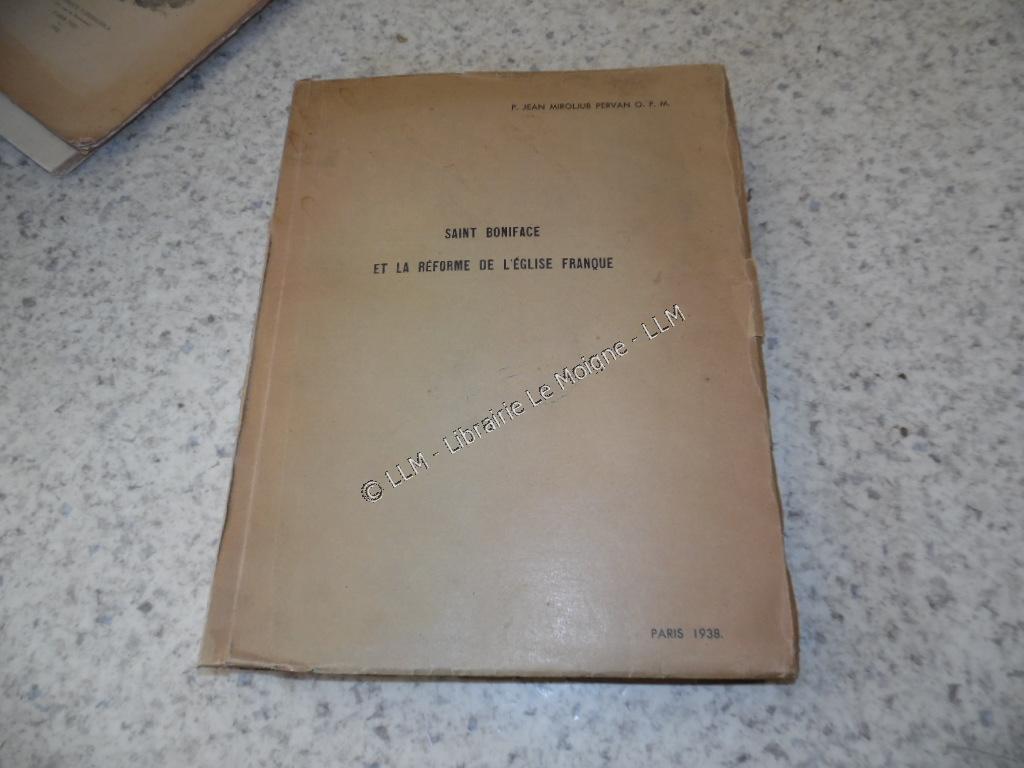 P. JEAN MIROLJUB PERVAN O. F. M.
SAINT BONIFACE
ET LA RÉFORME DE L'ÉGLISE FRANQUE
© LLM - Librairie Le Moigne - LLM
PARIS 1938.